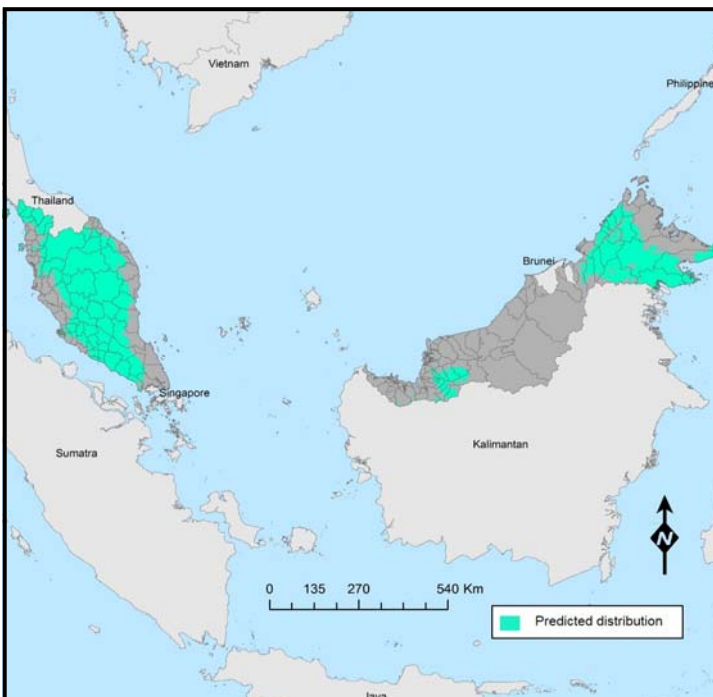 Vietnam
Philippine
Thailand
Brunei
Singapore
Sumatra
Kalimantan
N
0 135 270 540 Km
Predicted distribution
Java